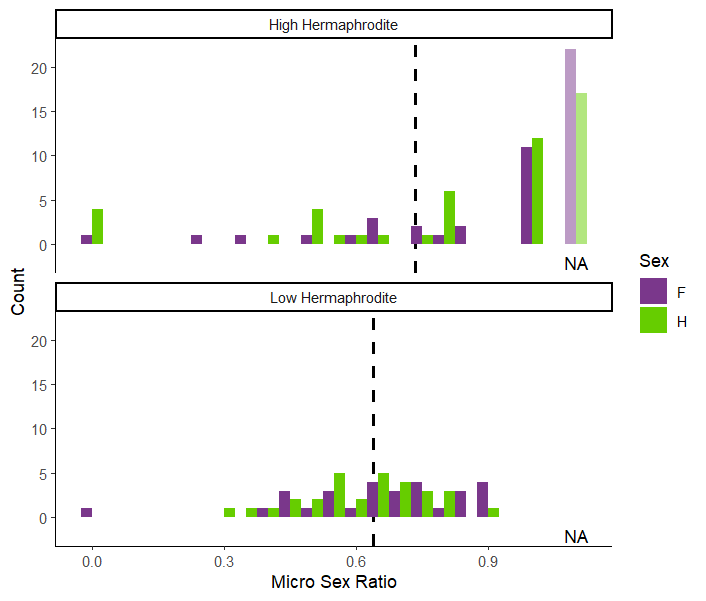 High Hermaphrodite
20
15
10
5
0
NA
Count
Low Hermaphrodite
20
15
10
5
0
NA
0.0 0.3 0.6 0.9
Micro Sex Ratio
Sex
F
H